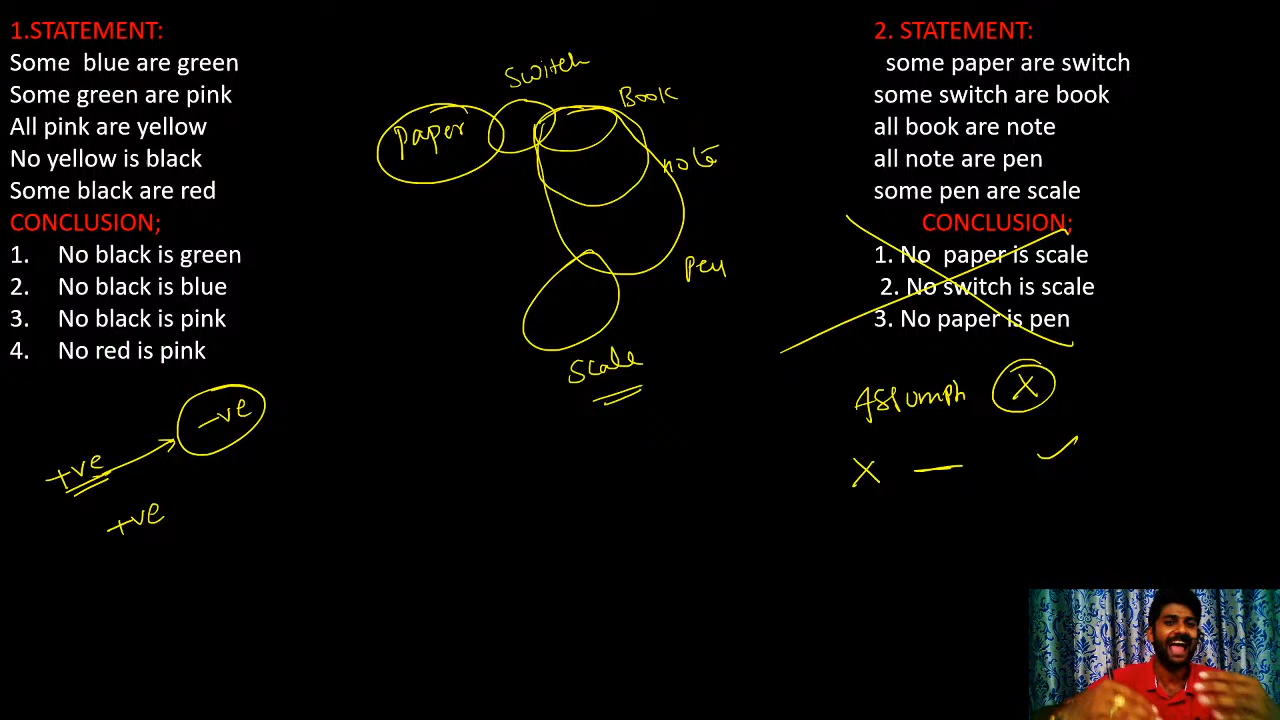 1.STATEMENT:
Some blue are green
Some green are pink
All pink are yellow
No yellow is black
Some black are red
CONCLUSION;
1. No black is green
2. No black is blue
3. No black is pink
4. No red is pink
+ve
-ve
+ve
Switch
Book
paper
note
pen
Scale
2. STATEMENT:
some paper are switch
some switch are book
all book are note
all note are pen
some pen are scale
CONCLUSION;
1. No paper is scale
2. No switch is scale
3. No paper is pen
X
X —